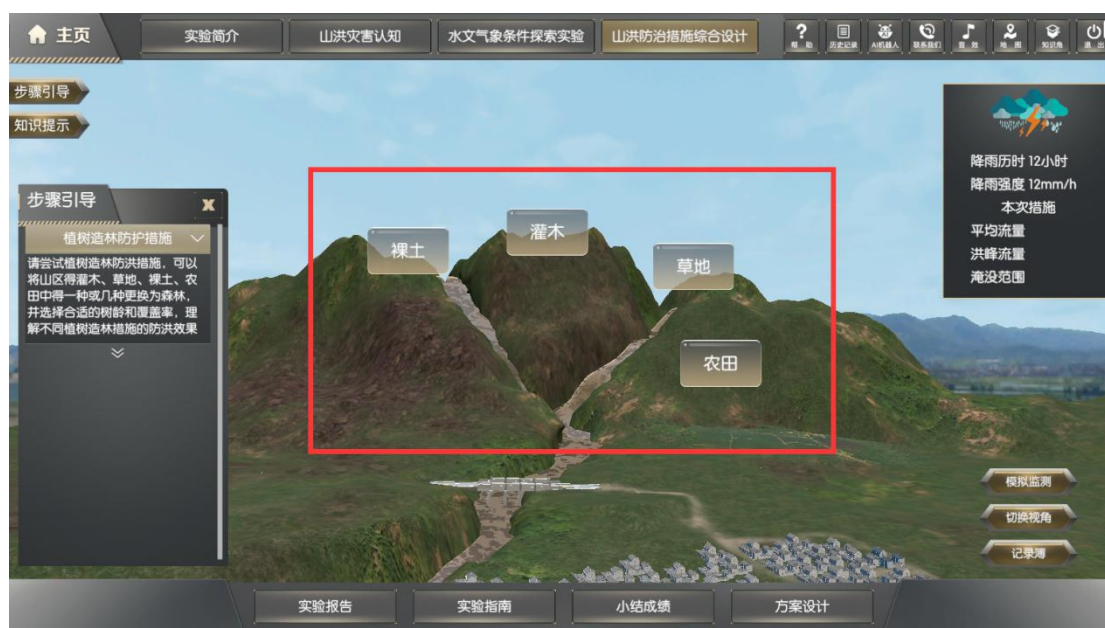 主页
实验简介
山洪灾害认知
水文气象条件探索实验
山洪防治措施综合设计
帮 助
历史记录
AI机器人
联系我们
音 效
地 图
知识角
退 出
步骤引导
知识提示
步骤引导
植树造林防护措施
请尝试植树造林防洪措施，可以
将山区得灌木、草地、裸土、农
田中得一种或几种更换为森林，
并选择合适的树龄和覆盖率，理
解不同植树造林措施的防洪效果
裸土
灌木
草地
农田
降雨历时 12小时
降雨强度 12mm/h
本次措施
平均流量
洪峰流量
淹没范围
模拟监测
切换视角
记录簿
实验报告
实验指南
小结成绩
方案设计